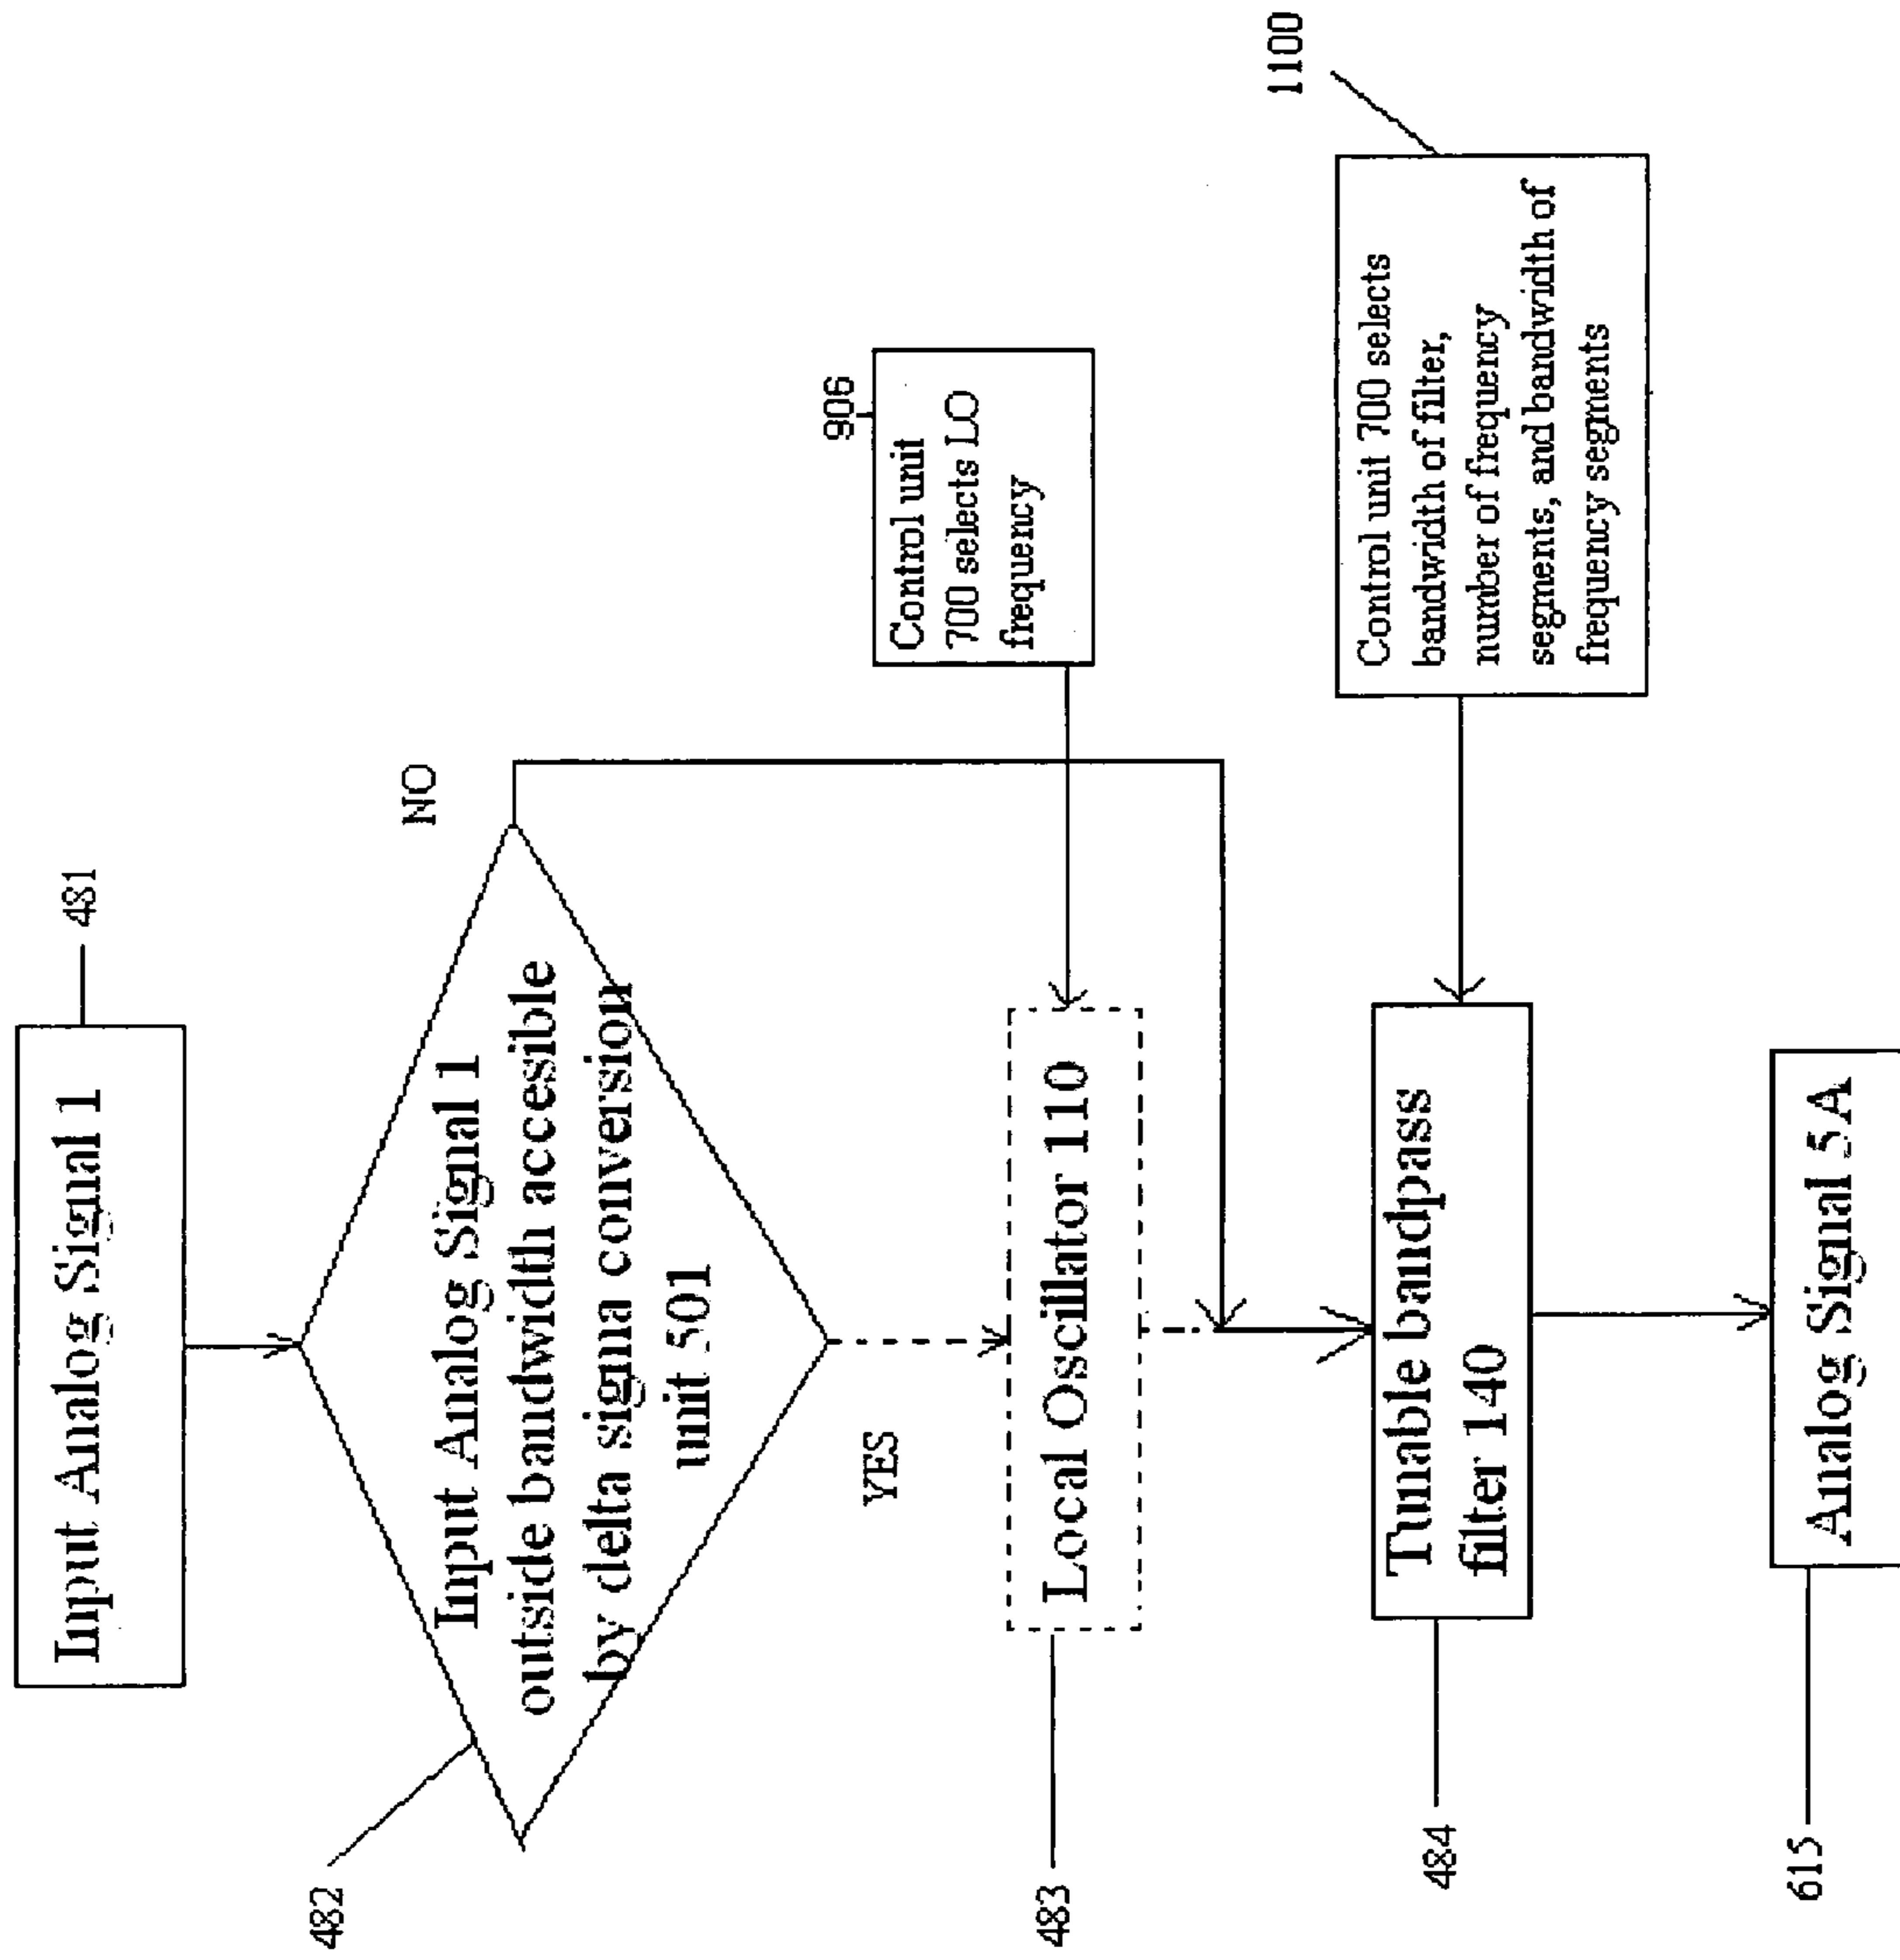 Input Analog Signal 1
481
482
Input Analog Signal 1
outside bandwidth accesible
by delta sigma conversion
unit 501
NO
YES
906
Control unit
700 selects LO
frequency
483
Local Oscillator 110
1100
Control unit 700 selects
bandwidth of filter,
number of frequency
segments, and bandwidth of
frequency segments
484
Tunable bandpass
filter 140
615
Analog Signal 5A